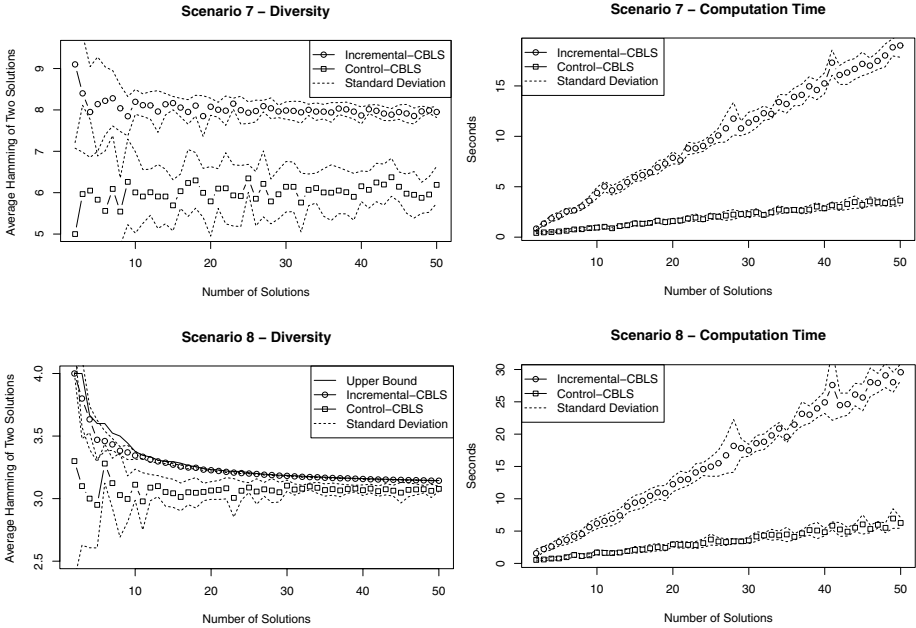 Scenario 7 – Diversity
Average Hamming of Two Solutions
9
8
7
6
5
Incremental–CBLS
Control–CBLS
Standard Deviation
10 20 30 40 50
Number of Solutions
Scenario 7 – Computation Time
Seconds
15
10
5
0
Incremental–CBLS
Control–CBLS
Standard Deviation
10 20 30 40 50
Number of Solutions
Scenario 8 – Diversity
Average Hamming of Two Solutions
4.0
3.5
3.0
2.5
Upper Bound
Incremental–CBLS
Control–CBLS
Standard Deviation
10 20 30 40 50
Number of Solutions
Scenario 8 – Computation Time
Seconds
30
25
20
15
10
5
0
Incremental–CBLS
Control–CBLS
Standard Deviation
10 20 30 40 50
Number of Solutions